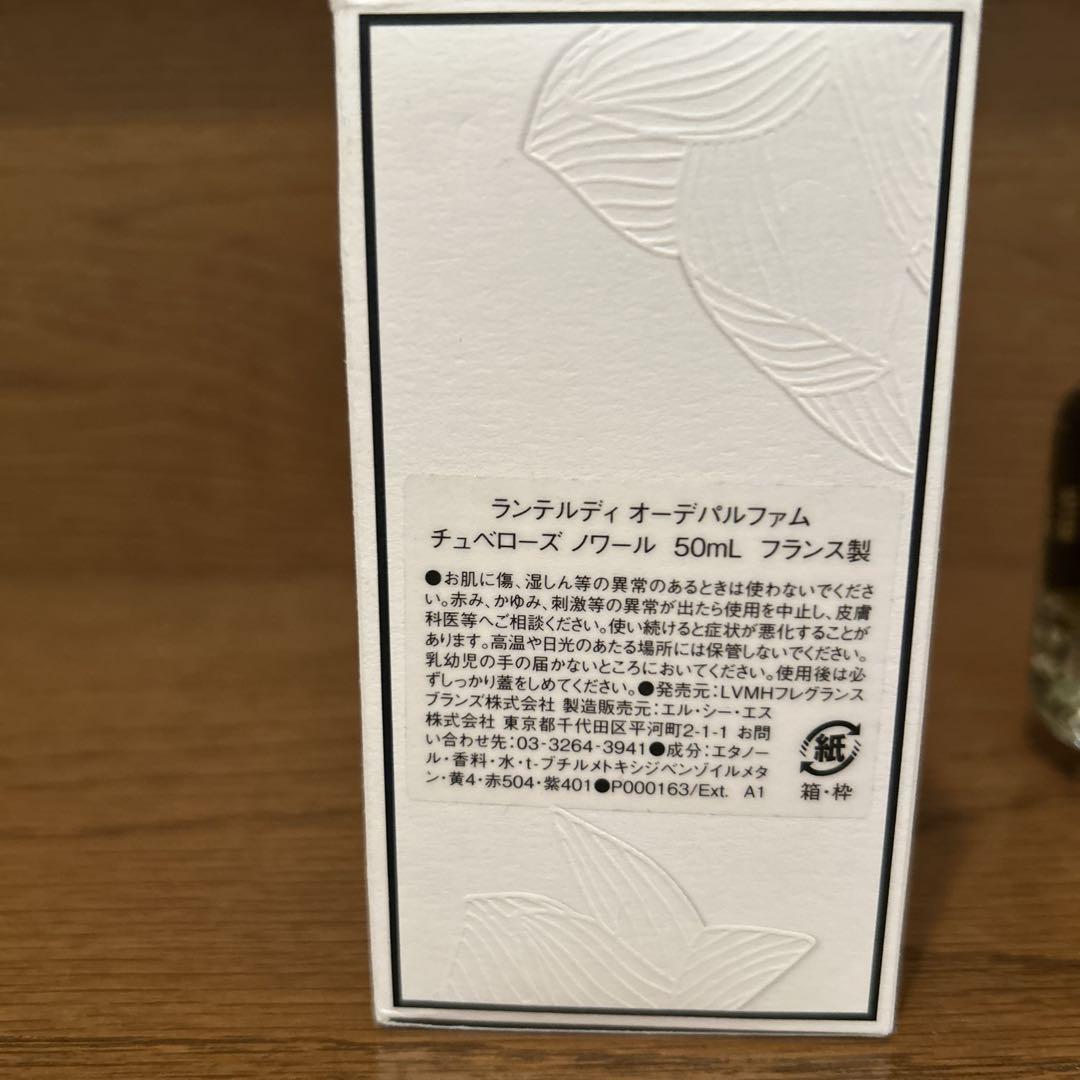 ランテルディ オーデパルファム
チュベローズ ノワール 50mL フランス製
●お肌に傷、湿しん等の異常のあるときは使わないでくださ
い。赤み、かゆみ、刺激等の異常が出たら使用を中止し、皮膚
科医等へご相談ください。使い続けると症状が悪化することが
あります。高温や日光のあたる場所には保管しないでください。
乳幼児の手の届かないところにおいてください。使用後は必
ずしっかり蓋をしめてください。●発売元:LVMHフレグランス
ブランズ株式会社 製造販売元:エル・シー・エス
株式会社 東京都千代田区平河町2-1-1 お問
い合わせ先:03-3264-3941●成分:エタノー
ル・香料・水・t-ブチルメトキシジベンゾイルメタ
ン・黄4・赤504・紫401●P000163/Ext. A1
紙
箱・枠